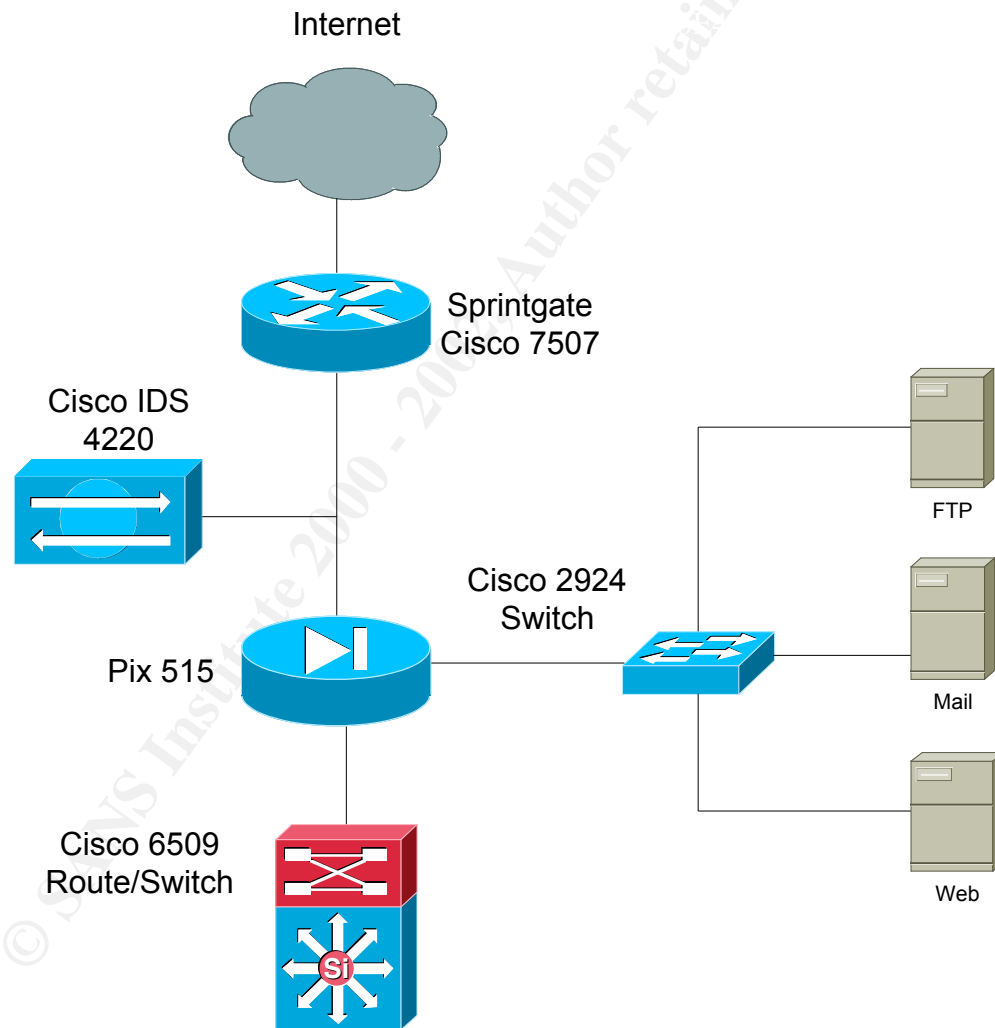 Internet
Sprintgate
Cisco 7507
Cisco IDS
4220
FTP
Cisco 2924
Switch
Mail
Pix 515
Web
Cisco 6509
Route/Switch
Si
© SANS Institute 2000 - 2002, Author retain